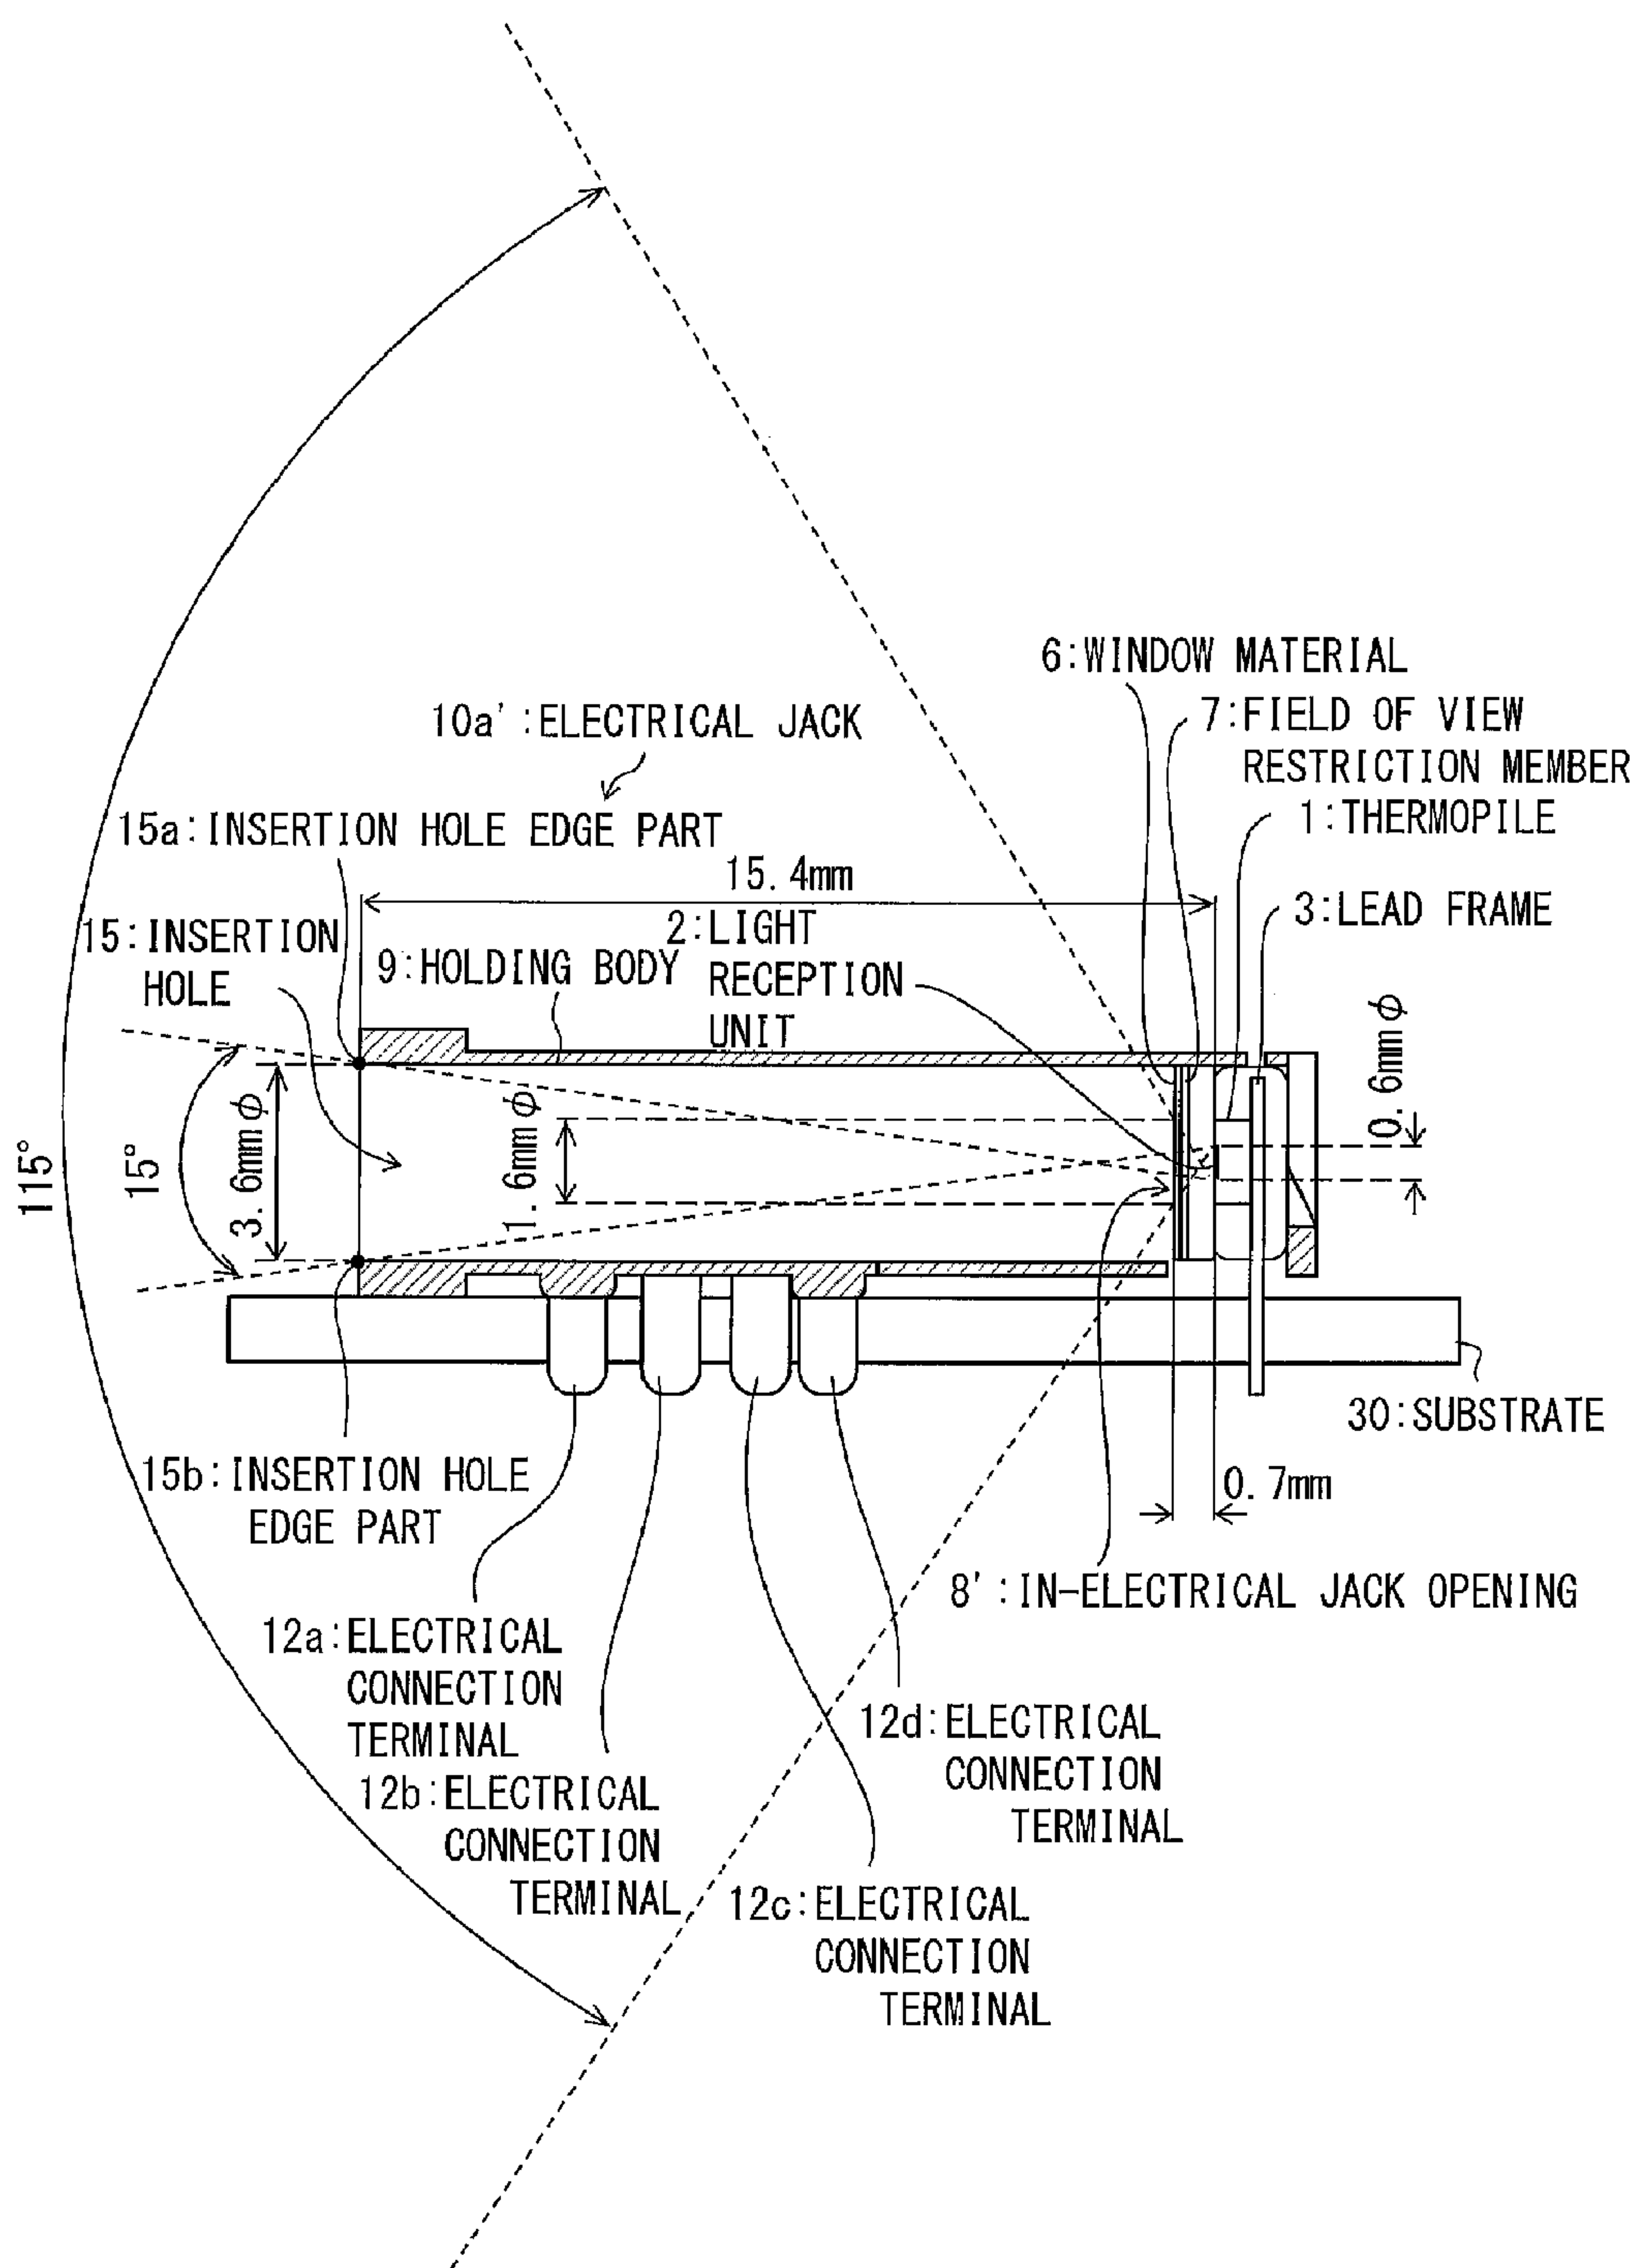 6:WINDOW MATERIAL
7:FIELD OF VIEW
RESTRICTION MEMBER
10a':ELECTRICAL JACK
1:THERMOPILE
15a:INSERTION HOLE EDGE PART
15.4mm
3:LEAD FRAME
15:INSERTION
HOLE
9:HOLDING BODY
2:LIGHT
RECEPTION
UNIT
0.6mmφ
115°
15°
3.6mmφ
1.6mmφ
30:SUBSTRATE
15b:INSERTION HOLE
EDGE PART
0.7mm
8':IN-ELECTRICAL JACK OPENING
12a:ELECTRICAL
CONNECTION
TERMINAL
12d:ELECTRICAL
CONNECTION
TERMINAL
12b:ELECTRICAL
CONNECTION
TERMINAL
12c:ELECTRICAL
CONNECTION
TERMINAL